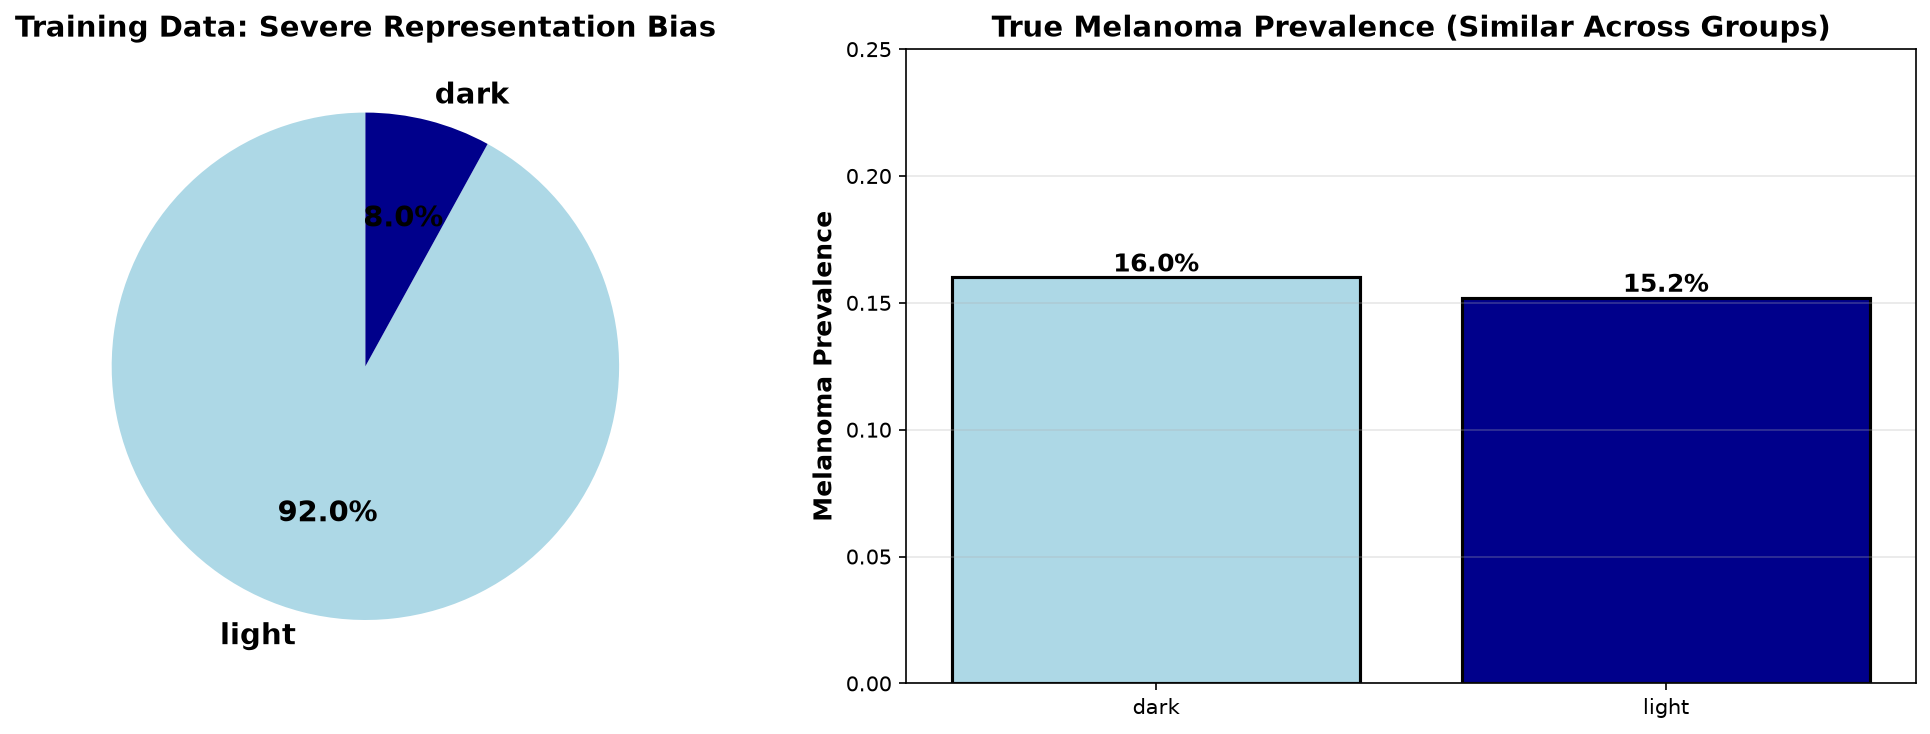 Training Data: Severe Representation Bias
dark
8.0%
92.0%
light
True Melanoma Prevalence (Similar Across Groups)
Melanoma Prevalence
0.25
0.20
0.15
0.10
0.05
0.00
16.0%
15.2%
dark
light